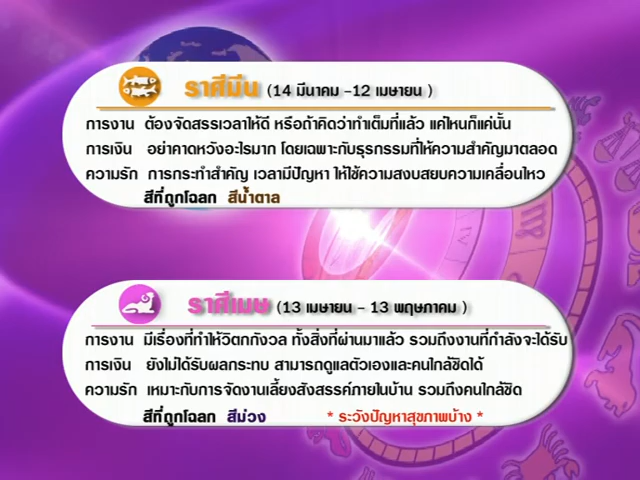 ราศีมีน (14 มีนาคม -12 เมษายน )
การงาน ต้องจัดสรรเวลาให้ดี หรือถ้าคิดว่าทำเต็มที่แล้ว แค่ไหนก็แค่นั้น
การเงิน อย่าคาดหวังอะไรมาก โดยเฉพาะกับธุรกรรมที่ให้ความสำคัญมาตลอด
ความรัก การกระทำสำคัญ เวลามีปัญหา ให้ใช้ความสงบสยบความเคลื่อนไหว
สีที่ถูกโฉลก สีน้ำตาล
ราศีเมษ (13 เมษายน - 13 พฤษภาคม )
การงาน มีเรื่องที่ทำให้วิตกกังวล ทั้งสิ่งที่ผ่านมาแล้ว รวมถึงงานที่กำลังจะได้รับ
การเงิน ยังไม่ได้รับผลกระทบ สามารถดูแลตัวเองและคนใกล้ชิดได้
ความรัก เหมาะกับการจัดงานเลี้ยงสังสรรค์ภายในบ้าน รวมถึงคนใกล้ชิด
สีที่ถูกโฉลก สีม่วง * ระวังปัญหาสุขภาพบ้าง *